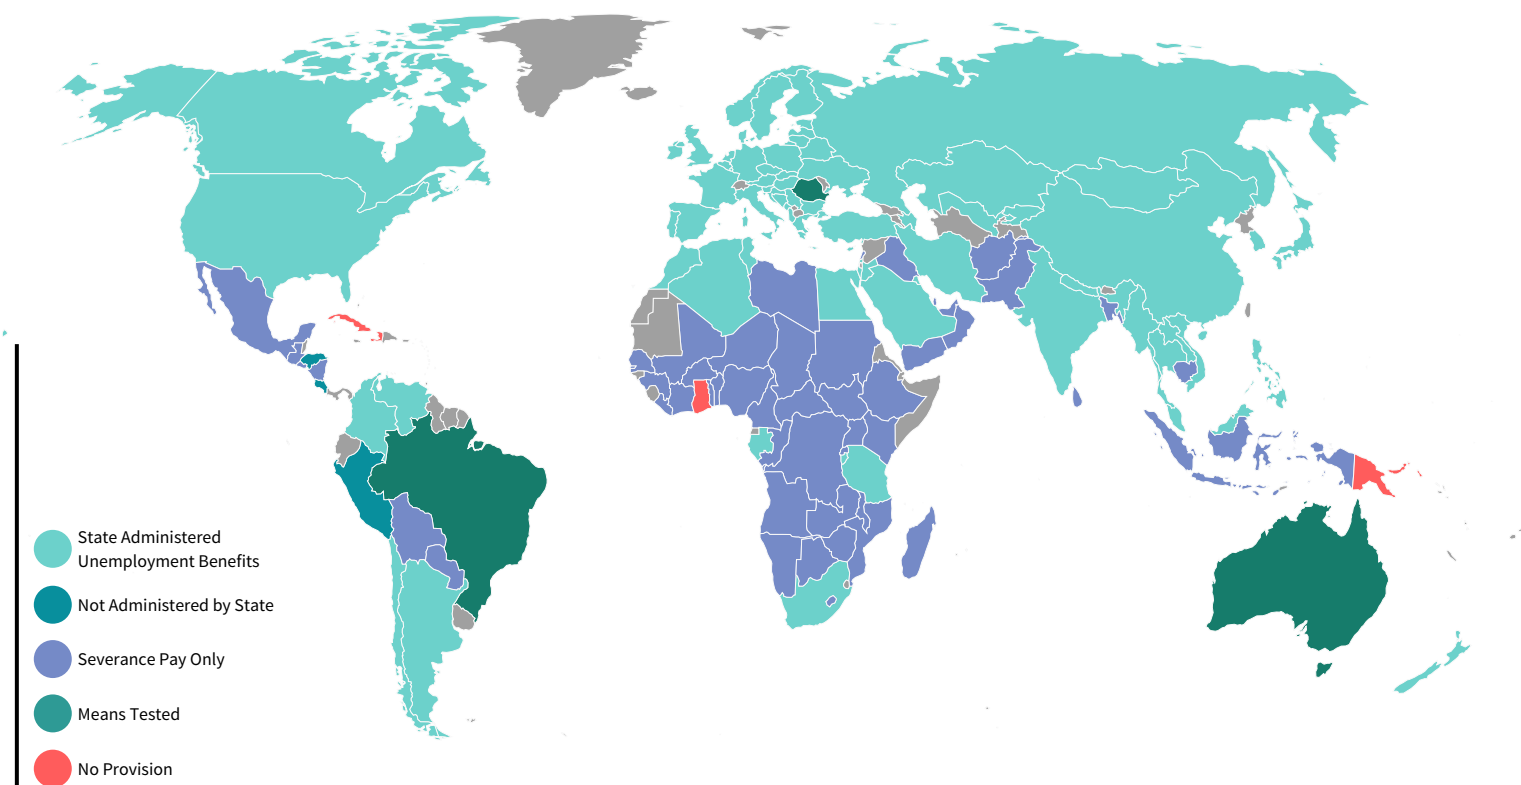 State Administered
Unemployment Benefits
Not Administered by State
Severance Pay Only
Means Tested
No Provision